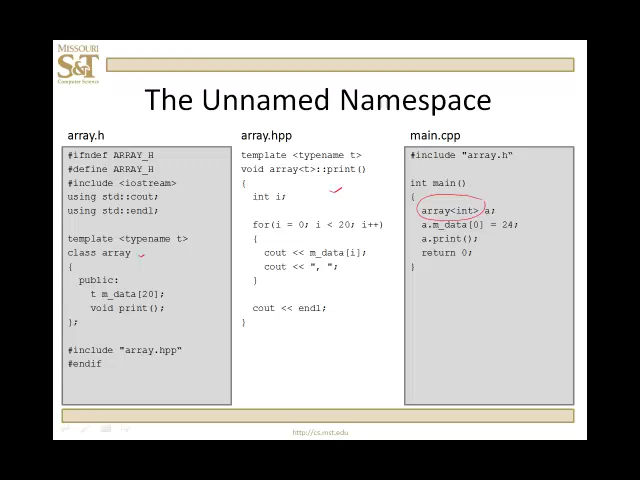 MISSOURI
S&T
Computer Science
The Unnamed Namespace
array.h
#ifndef ARRAY_H
#define ARRAY_H
#include <iostream>
using std::cout;
using std::endl;
template <typename t>
class array
{
public:
t m_data[20];
void print();
};
#include "array.hpp"
#endif
array.hpp
template <typename t>
void array<t>::print()
{
int i;
for(i = 0; i < 20; i++)
{
cout << m_data[i];
cout << ", ";
}
cout << endl;
}
main.cpp
#include "array.h"
int main()
{
array<int> a;
a.m_data[0] = 24;
a.print();
return 0;
}
http://cs.mst.edu